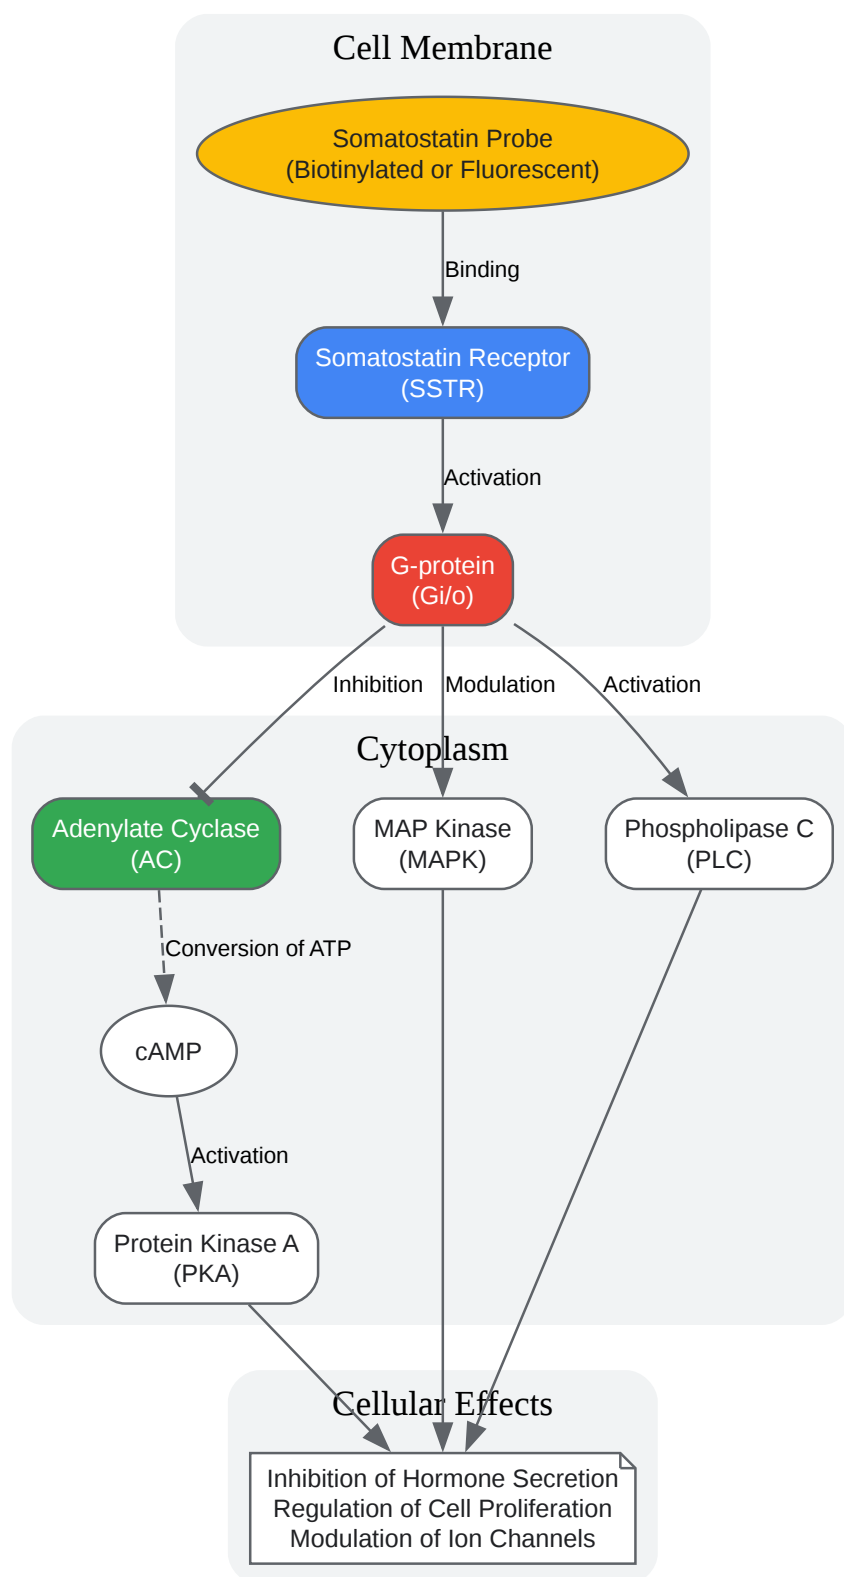 Cell Membrane
Somatostatin Probe
(Biotinylated or Fluorescent)
Binding
Somatostatin Receptor
(SSTR)
Activation
G-protein
(Gi/o)
Inhibition
Modulation
Activation
Cytoplasm
Adenylate Cyclase
(AC)
MAP Kinase
(MAPK)
Phospholipase C
(PLC)
Conversion of ATP
cAMP
Activation
Protein Kinase A
(PKA)
Cellular Effects
Inhibition of Hormone Secretion
Regulation of Cell Proliferation
Modulation of Ion Channels